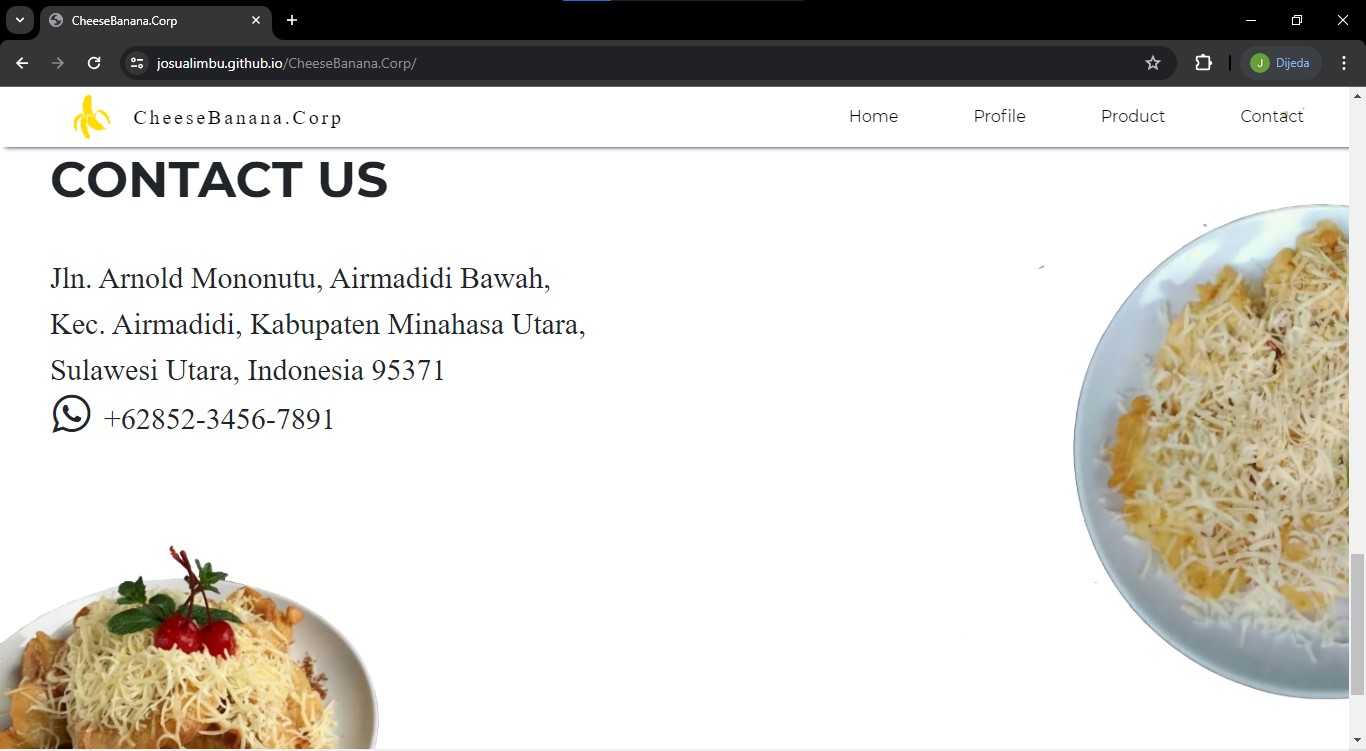 CheeseBanana.Corp
josualimbu.github.io/CheeseBanana.Corp/
J Dijeda
CheeseBanana.Corp Home Profile Product Contact
CONTACT US
Jln. Arnold Mononutu, Airmadidi Bawah,
Kec. Airmadidi, Kabupaten Minahasa Utara,
Sulawesi Utara, Indonesia 95371
+62852-3456-7891